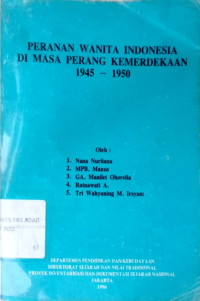 PERANAN WANITA INDONESIA
DI MASA PERANG KEMERDEKAAN
1945 - 1950
Oleh :
1. Nana Nurliana
2. MPB. Manus
3. GA. Manilet Ohorella
4. Ratnawati A.
5. Tri Wahyuning M. Irsyam
DEPARTEMEN PENDIDIKAN DAN KEBUDAYAAN
DIREKTORAT SEJARAH DAN NILAI TRADISIONAL
PROYEK INVENTARISASI DAN DOKUMENTASI SEJARAH NASIONAL
JAKARTA